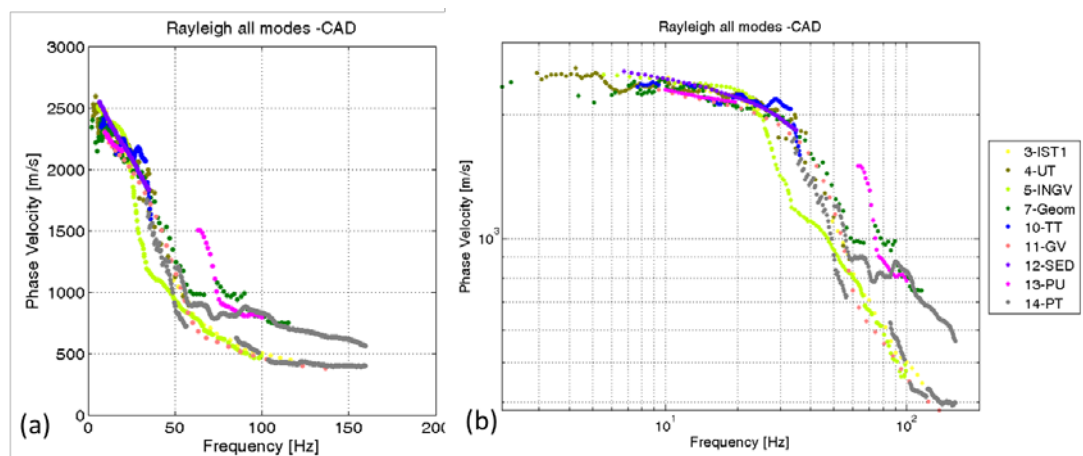 Rayleigh all modes -CAD
3000
2500
2000
1500
1000
500
0
Phase Velocity [m/s]
0 50 100 150 200
Frequency [Hz]
(a)
Rayleigh all modes -CAD
10³
Phase Velocity [m/s]
10¹ 10²
Frequency [Hz]
(b)
3-IST1
4-UT
5-INGV
7-Geom
10-TT
11-GV
12-SED
13-PU
14-PT